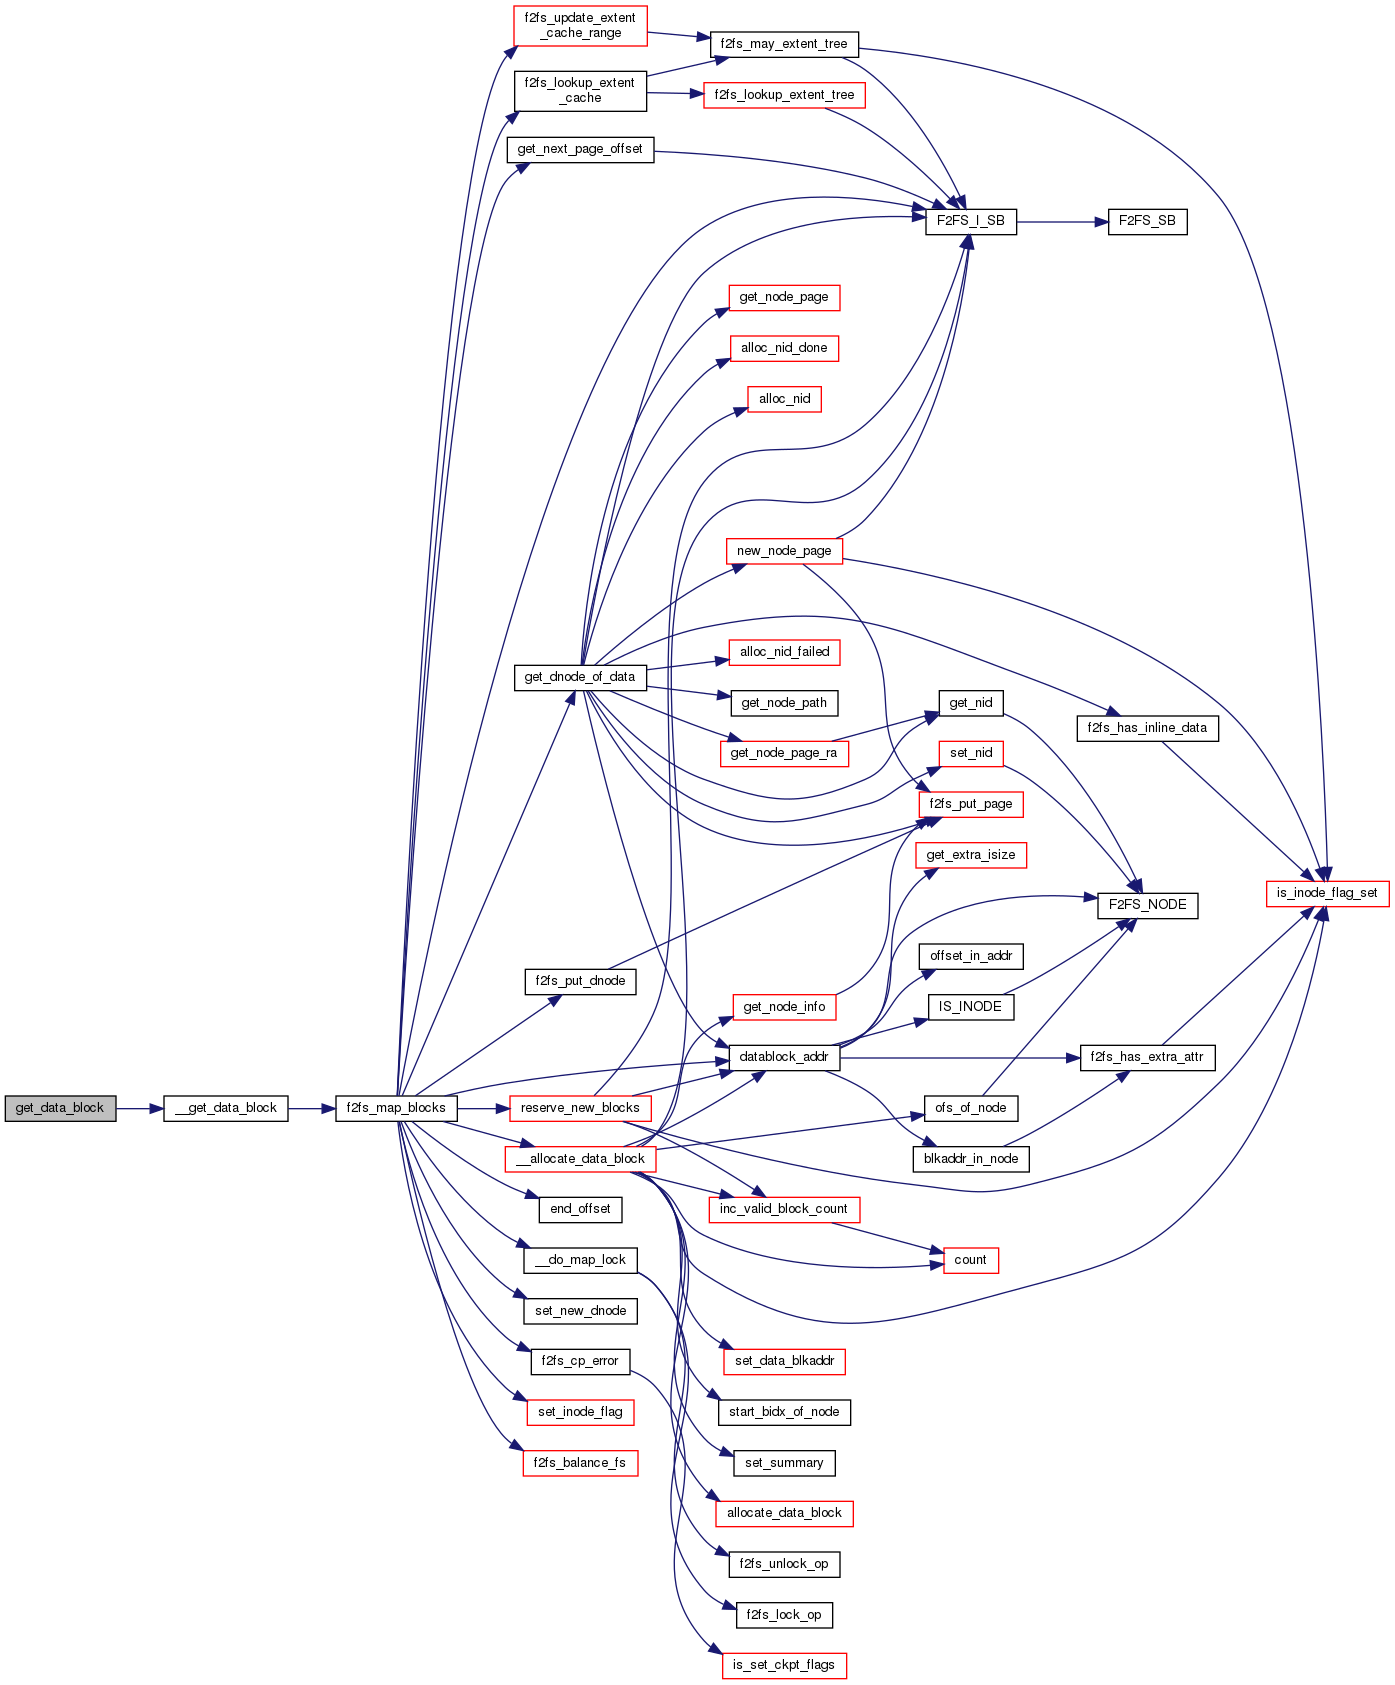 f2fs_update_extent
_cache_range
f2fs_may_extent_tree
f2fs_lookup_extent
_cache
f2fs_lookup_extent_tree
get_next_page_offset
F2FS_I_SB
F2FS_SB
get_node_page
alloc_nid_done
alloc_nid
new_node_page
alloc_nid_failed
get_dnode_of_data
get_node_path
get_nid
f2fs_has_inline_data
get_node_page_ra
set_nid
f2fs_put_page
get_extra_isize
is_inode_flag_set
F2FS_NODE
offset_in_addr
f2fs_put_dnode
get_node_info
IS_INODE
datablock_addr
f2fs_has_extra_attr
get_data_block
__get_data_block
f2fs_map_blocks
reserve_new_blocks
ofs_of_node
__allocate_data_block
blkaddr_in_node
end_offset
inc_valid_block_count
__do_map_lock
count
set_new_dnode
f2fs_cp_error
set_data_blkaddr
set_inode_flag
start_bidx_of_node
f2fs_balance_fs
set_summary
allocate_data_block
f2fs_unlock_op
f2fs_lock_op
is_set_ckpt_flags